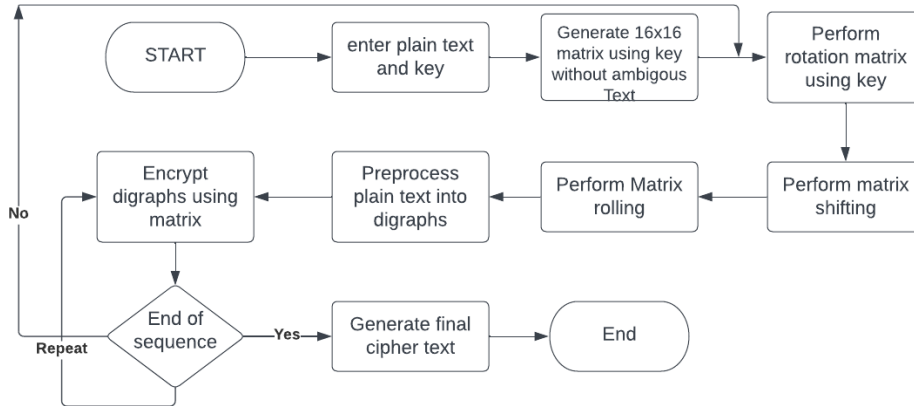 START
enter plain text
and key
Generate 16x16
matrix using key
without ambigous
Text
Perform
rotation matrix
using key
Encrypt
digraphs using
matrix
Preprocess
plain text into
digraphs
Perform Matrix
rolling
Perform matrix
shifting
No
End of
sequence
Repeat
Yes
Generate final
cipher text
End